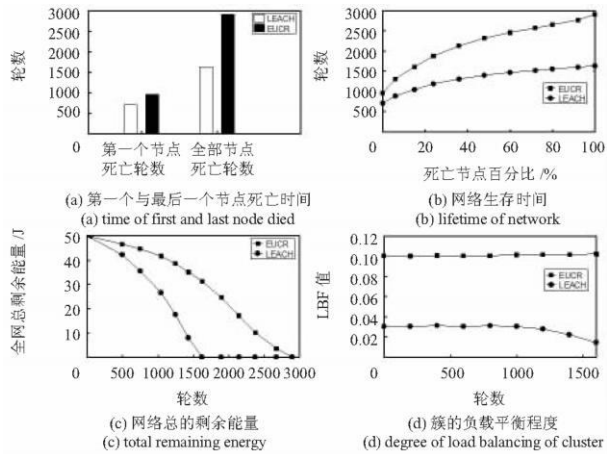 轮数
3000
2500
2000
1500
1000
500
0
LEACH
EUCR
第一个节点
死亡轮数
全部节点
死亡轮数
(a) 第一个与最后一个节点死亡时间
(a) time of first and last node died
轮数
3000
2500
2000
1500
1000
500
0
EUCR
LEACH
0 20 40 60 80 100
死亡节点百分比 /%
(b) 网络生存时间
(b) lifetime of network
全网总剩余能量 /J
50
40
30
20
10
0
EUCR
LEACH
500 1000 1500 2000 2500 3000
轮数
(c) 网络总的剩余能量
(c) total remaining energy
LBF 值
0.12
0.10
0.08
0.06
0.04
0.02
0
EUCR
LEACH
0 500 1000 1500
轮数
(d) 簇的负载平衡程度
(d) degree of load balancing of cluster